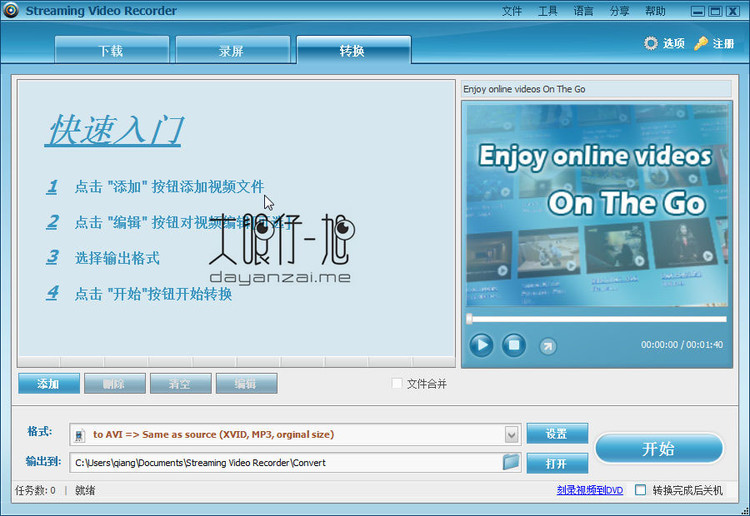 Streaming Video Recorder
文件 工具 语言 分享 帮助
下载 录屏 转换
选项 注册
快速入门
1 点击 "添加" 按钮添加视频文件
2 点击 "编辑" 按钮对视频编辑
3 选择输出格式
4 点击 "开始"按钮开始转换
大眼仔~旭
dayanzai.me
Enjoy online videos On The Go
Enjoy online videos
On The Go
00:00:00 / 00:01:40
添加 删除 清空 编辑
文件合并
格式:
to AVI => Same as source (XVID, MP3, orginal size)
设置
开始
输出到:
C:\Users\qiang\Documents\Streaming Video Recorder\Convert
打开
任务数: 0 | 就绪
刻录视频到DVD
转换完成后关机